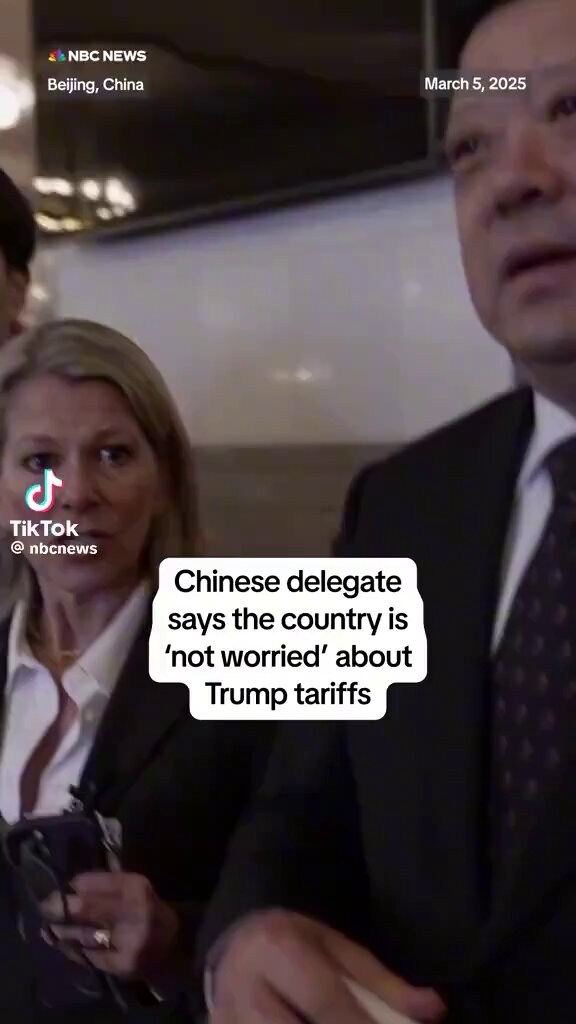 NBC NEWS
Beijing, China
March 5, 2025
TikTok
@ nbcnews
Chinese delegate
says the country is
‘not worried’ about
Trump tariffs